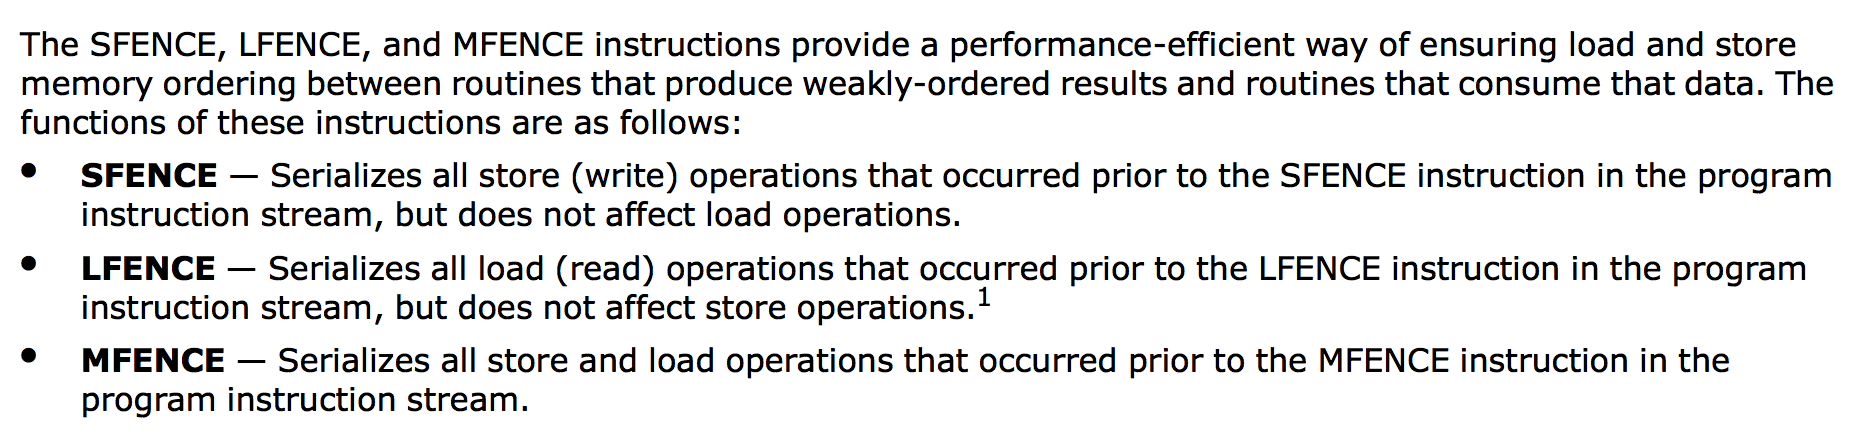 The SFENCE, LFENCE, and MFENCE instructions provide a performance-efficient way of ensuring load and store
memory ordering between routines that produce weakly-ordered results and routines that consume that data. The
functions of these instructions are as follows:
• SFENCE — Serializes all store (write) operations that occurred prior to the SFENCE instruction in the program
instruction stream, but does not affect load operations.
• LFENCE — Serializes all load (read) operations that occurred prior to the LFENCE instruction in the program
instruction stream, but does not affect store operations.¹
• MFENCE — Serializes all store and load operations that occurred prior to the MFENCE instruction in the
program instruction stream.